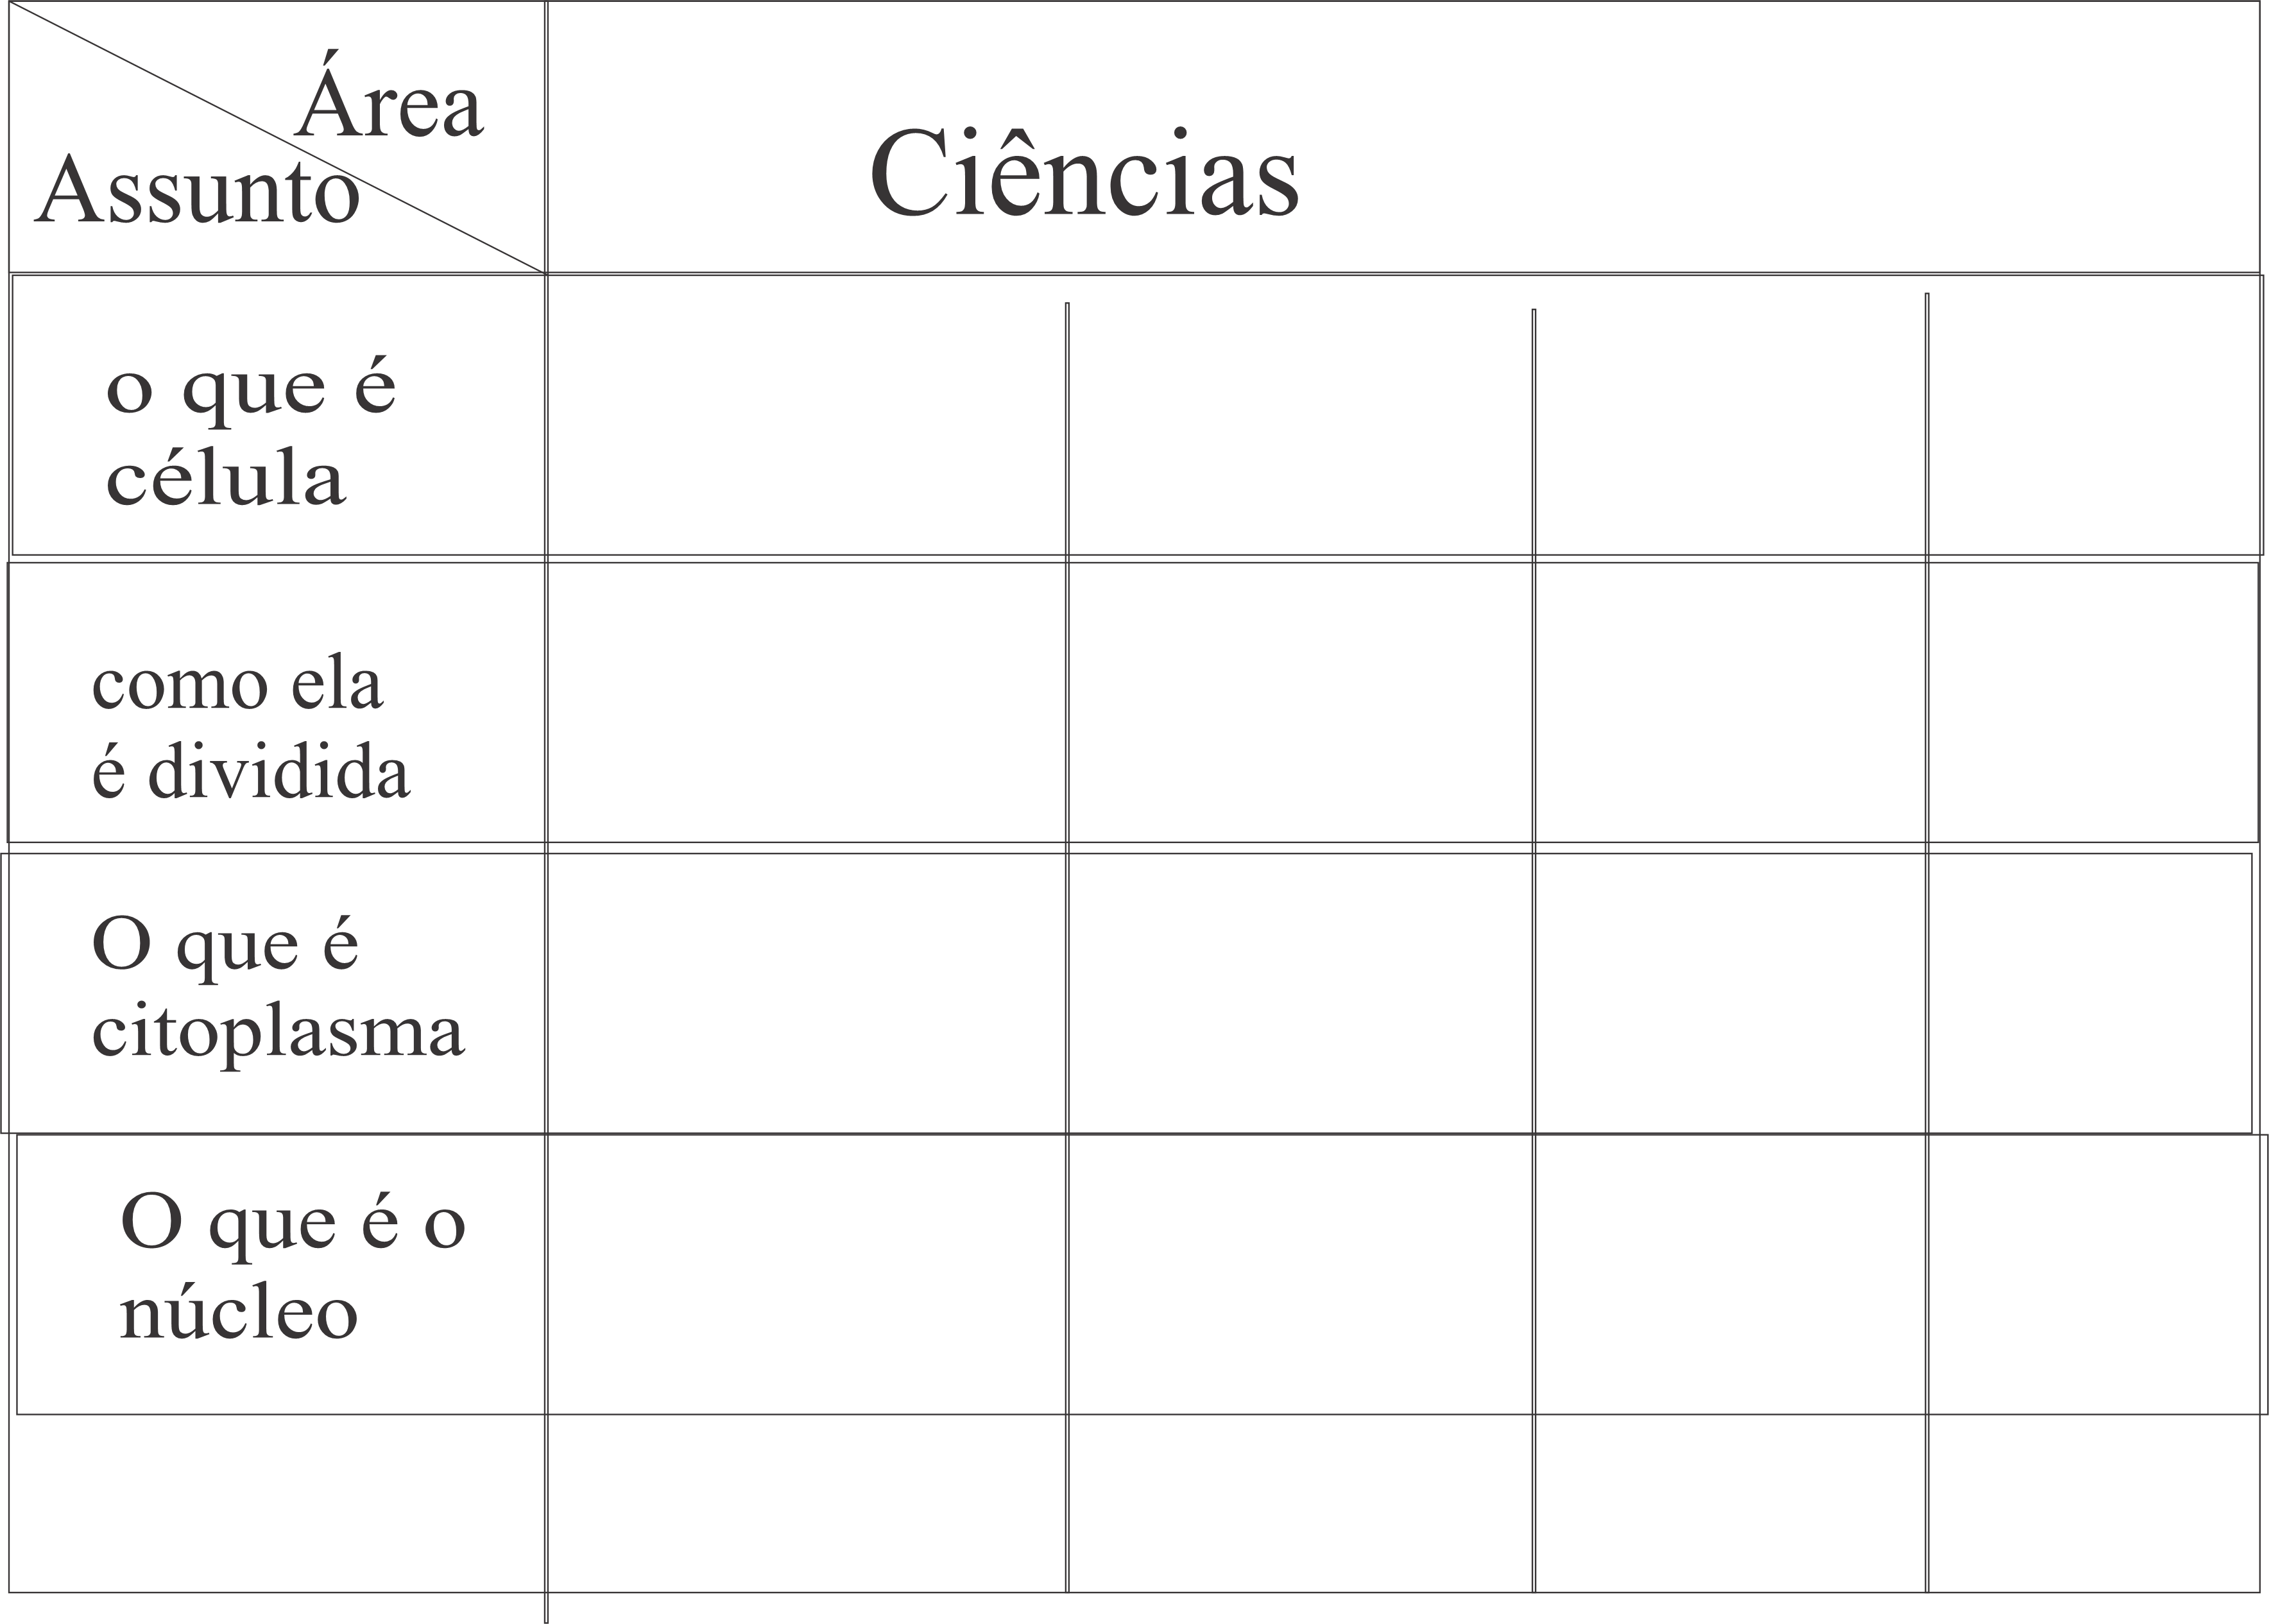 Área
Assunto
Ciências
o que é
célula
como ela
é dividida
O que é
citoplasma
O que é o
núcleo